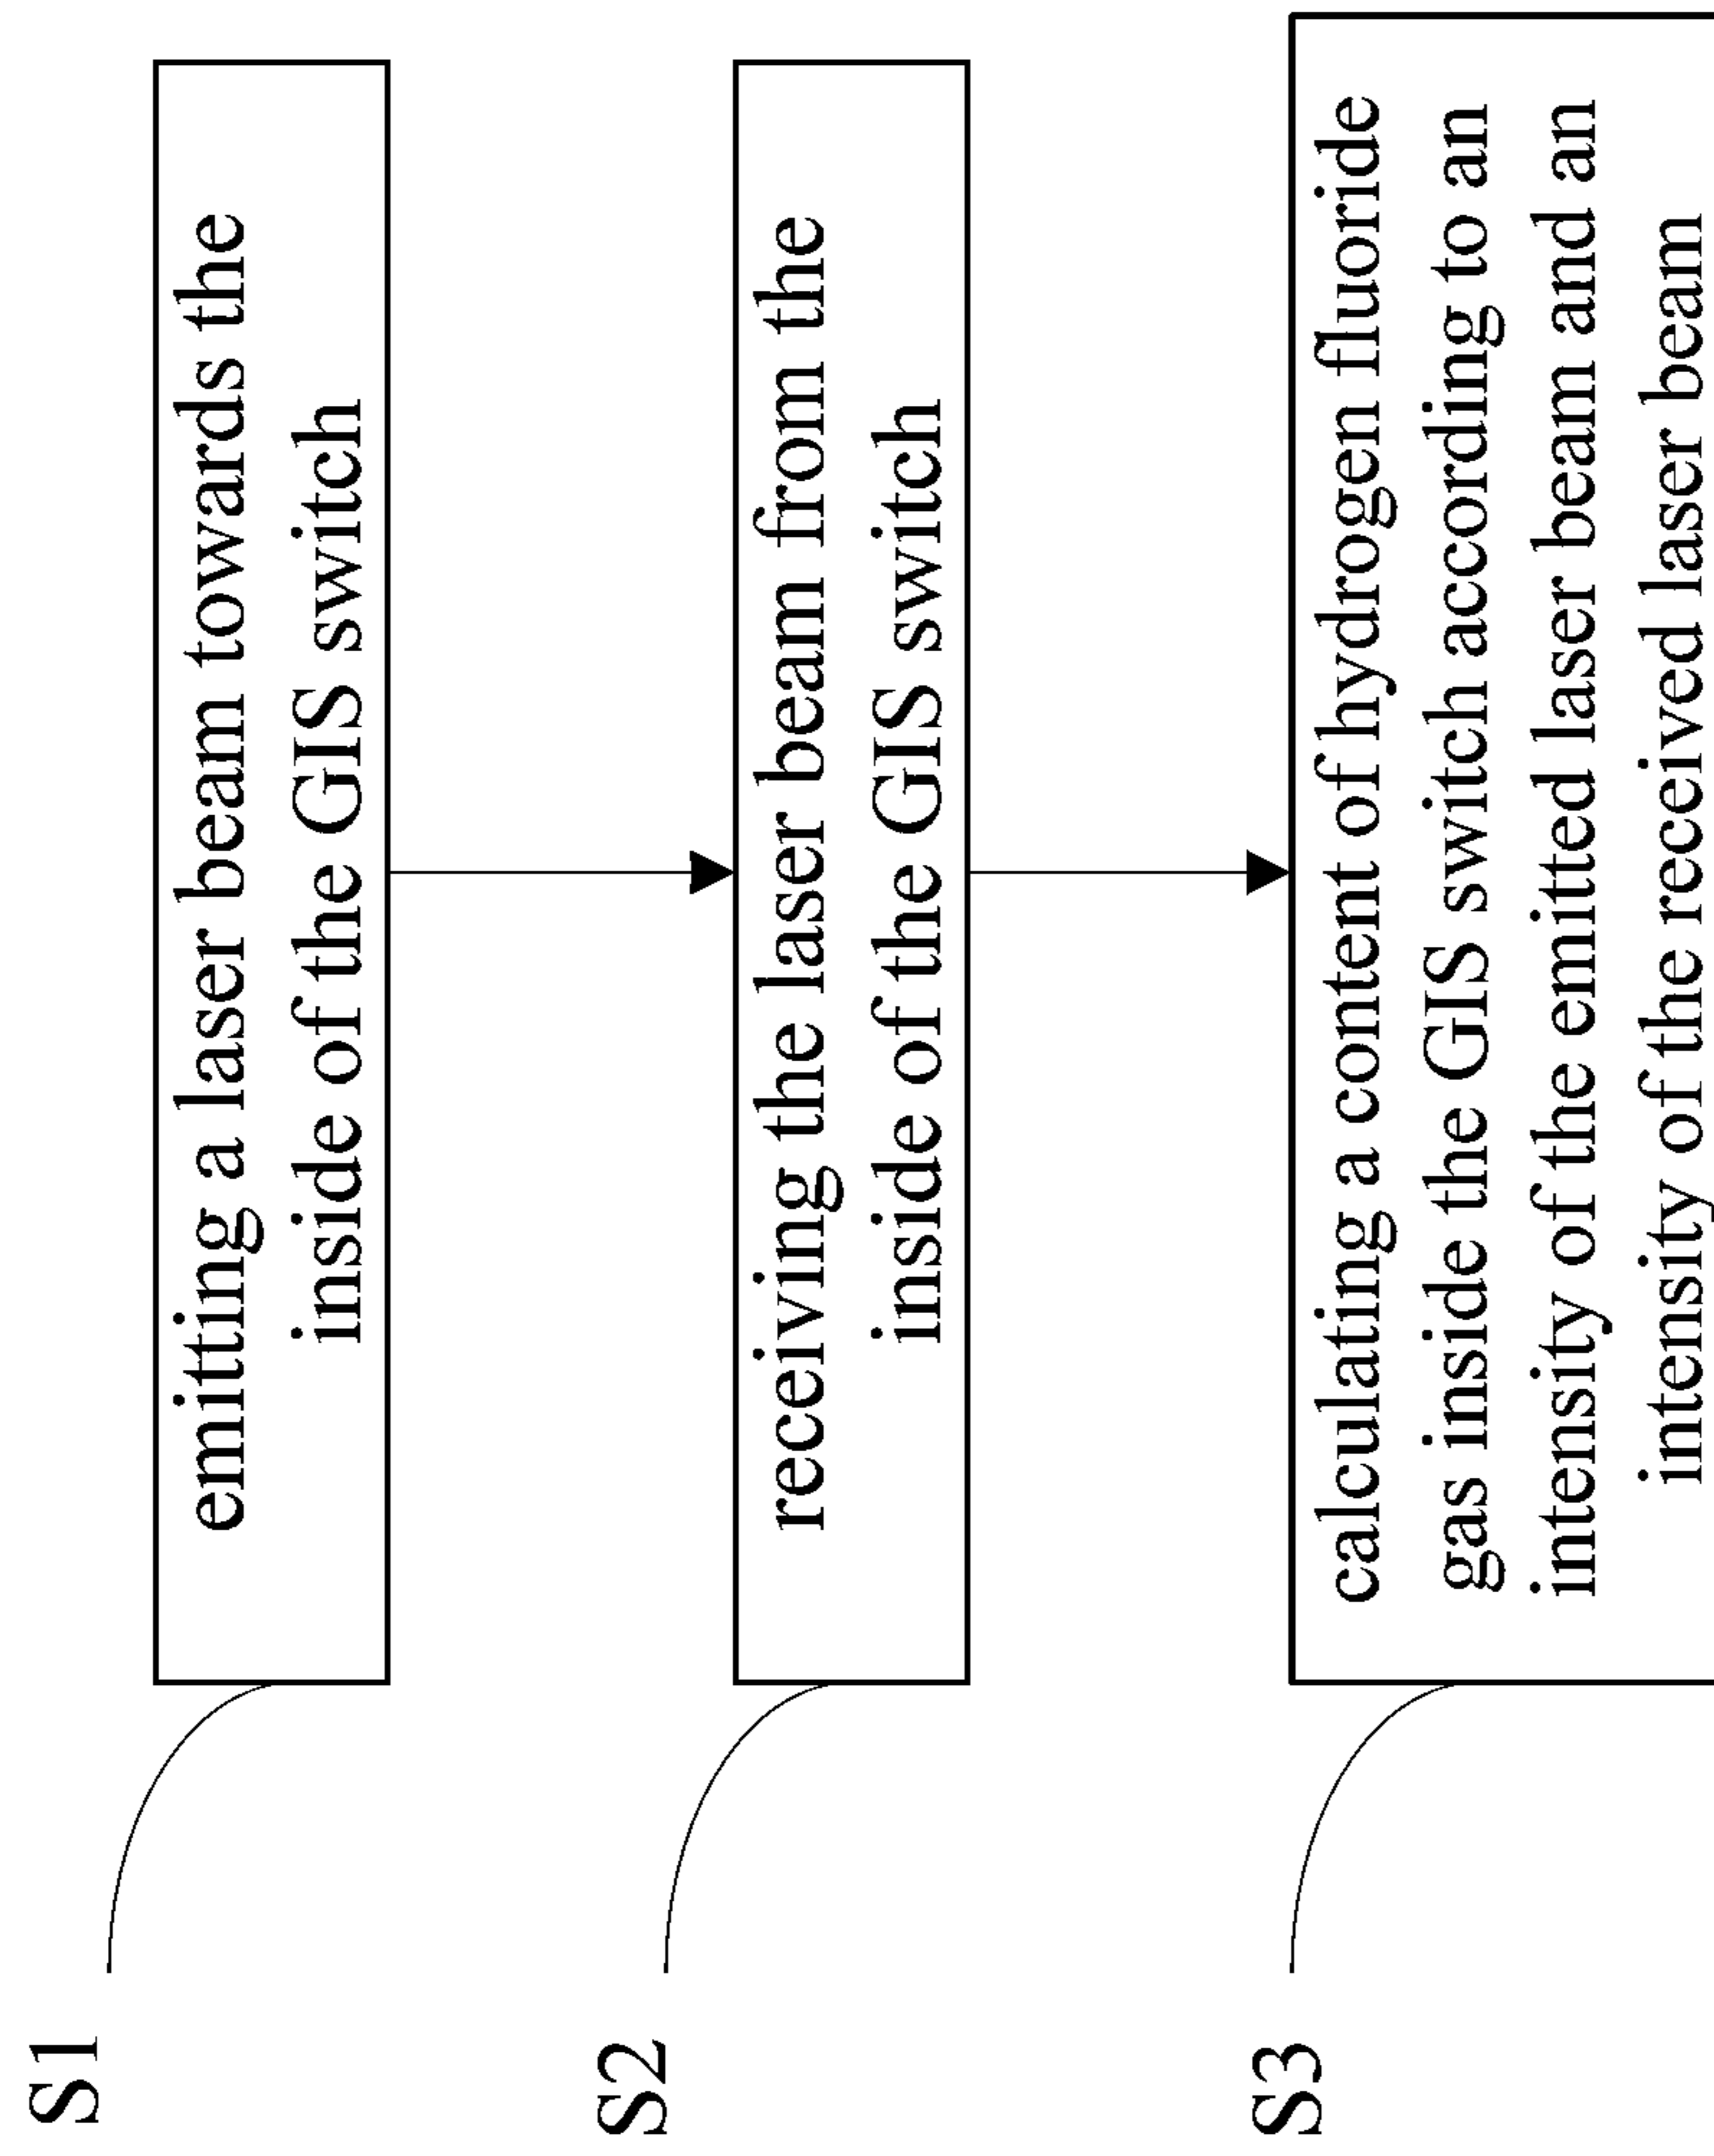 S1
emitting a laser beam towards the
inside of the GIS switch
S2
receiving the laser beam from the
inside of the GIS switch
S3
calculating a content of hydrogen fluoride
gas inside the GIS switch according to an
intensity of the emitted laser beam and an
intensity of the received laser beam